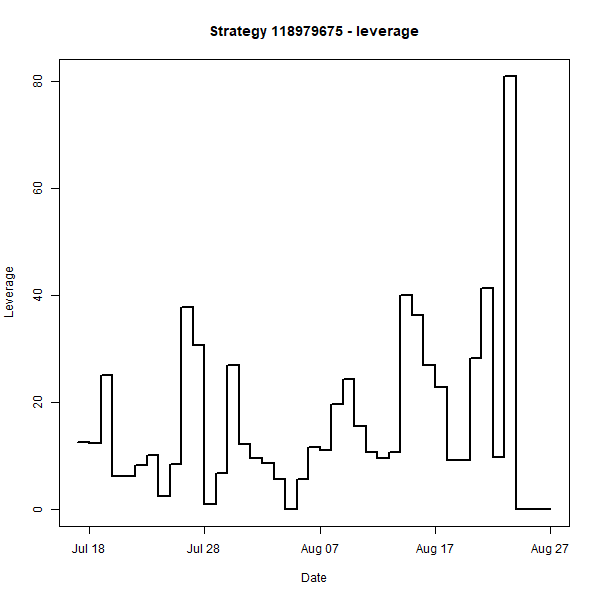 Strategy 118979675 - leverage
80
60
40
20
0
Leverage
Jul 18
Jul 28
Aug 07
Aug 17
Aug 27
Date